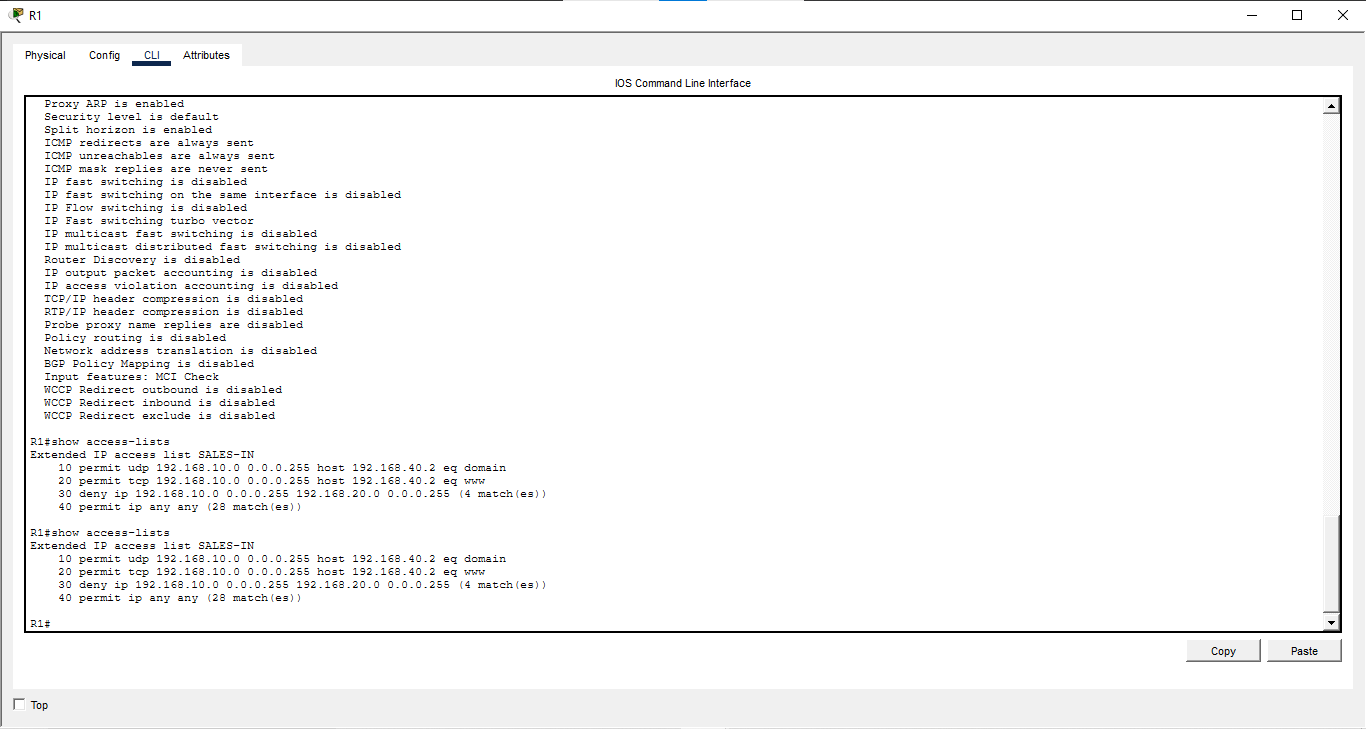 R1
Physical Config CLI Attributes
IOS Command Line Interface
Proxy ARP is enabled
Security level is default
Split horizon is enabled
ICMP redirects are always sent
ICMP unreachables are always sent
ICMP mask replies are never sent
IP fast switching is disabled
IP fast switching on the same interface is disabled
IP Flow switching is disabled
IP Fast switching turbo vector
IP multicast fast switching is disabled
IP multicast distributed fast switching is disabled
Router Discovery is disabled
IP output packet accounting is disabled
IP access violation accounting is disabled
TCP/IP header compression is disabled
RTP/IP header compression is disabled
Probe proxy name replies are disabled
Policy routing is disabled
Network address translation is disabled
BGP Policy Mapping is disabled
Input features: MCI Check
WCCP Redirect outbound is disabled
WCCP Redirect inbound is disabled
WCCP Redirect exclude is disabled
R1#show access-lists
Extended IP access list SALES-IN
10 permit udp 192.168.10.0 0.0.0.255 host 192.168.40.2 eq domain
20 permit tcp 192.168.10.0 0.0.0.255 host 192.168.40.2 eq www
30 deny ip 192.168.10.0 0.0.0.255 192.168.20.0 0.0.0.255 (4 match(es))
40 permit ip any any (28 match(es))
R1#show access-lists
Extended IP access list SALES-IN
10 permit udp 192.168.10.0 0.0.0.255 host 192.168.40.2 eq domain
20 permit tcp 192.168.10.0 0.0.0.255 host 192.168.40.2 eq www
30 deny ip 192.168.10.0 0.0.0.255 192.168.20.0 0.0.0.255 (4 match(es))
40 permit ip any any (28 match(es))
R1#
Copy Paste
Top